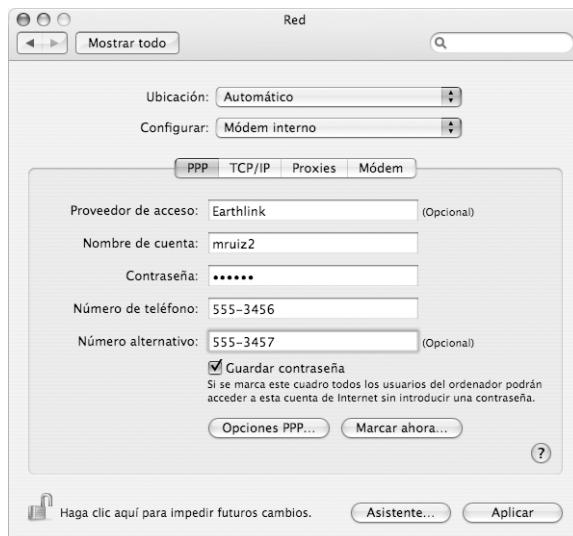 Red
Mostrar todo
Ubicación: Automático
Configurar: Módem interno
PPP TCP/IP Proxies Módem
Proveedor de acceso: Earthlink (Opcional)
Nombre de cuenta: mruiz2
Contraseña: ••••••
Número de teléfono: 555-3456
Número alternativo: 555-3457 (Opcional)
Guardar contraseña
Si se marca este cuadro todos los usuarios del ordenador podrán
acceder a esta cuenta de Internet sin introducir una contraseña.
Opciones PPP... Marcar ahora...
?
Haga clic aquí para impedir futuros cambios. Asistente... Aplicar